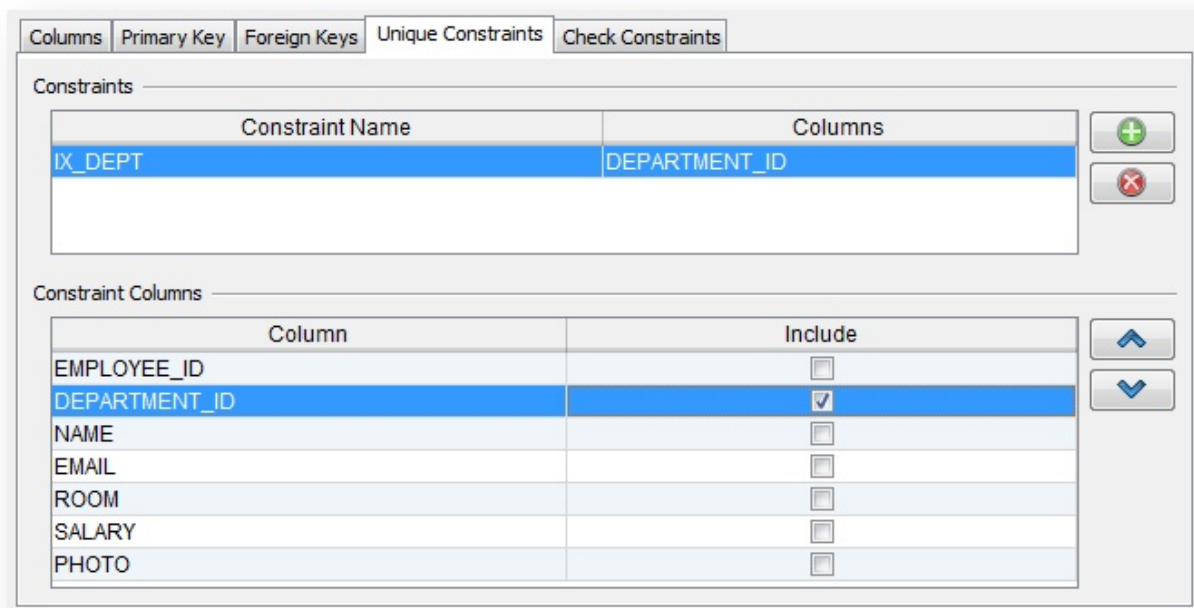 Columns Primary Key Foreign Keys Unique Constraints Check Constraints
Constraints
Constraint Name Columns
IX_DEPT DEPARTMENT_ID
Constraint Columns
Column Include
EMPLOYEE_ID
DEPARTMENT_ID
NAME
EMAIL
ROOM
SALARY
PHOTO